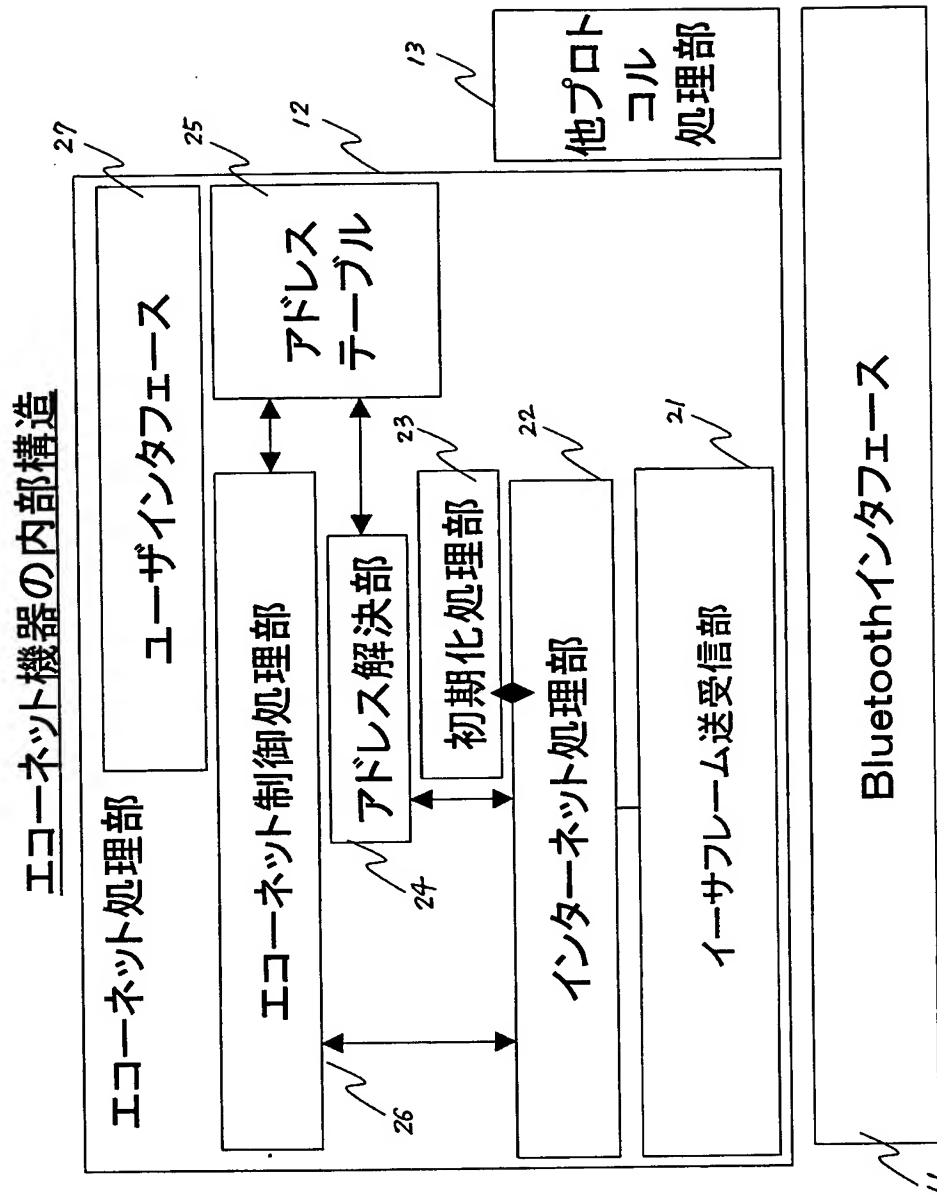 エコーネット機器の内部構造
エコーネット処理部
ユーザインタフェース
27
エコーネット制御処理部
26
アドレス
テーブル
25
12
アドレス解決部
24
初期化処理部
23
インターネット処理部
22
イーサフレーム送受信部
21
他プロト
コル
処理部
13
Bluetoothインタフェース
11